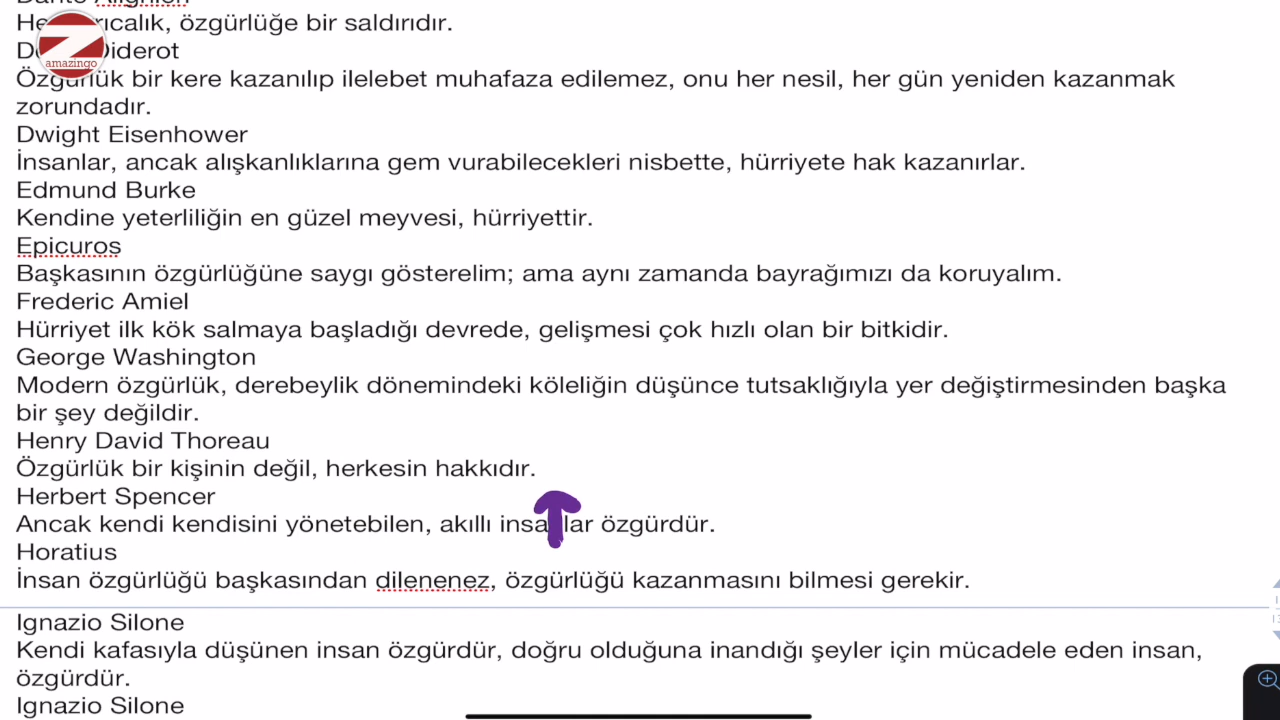 Dante Alighieri
özgürlüğe bir saldırıdır.
amazingo
Diderot
Özgürlük bir kere kazanılıp ilelebet muhafaza edilemez, onu her nesil, her gün yeniden kazanmak
zorundadır.
Dwight Eisenhower
İnsanlar, ancak alışkanlıklarına gem vurabilecekleri nisbette, hürriyete hak kazanırlar.
Edmund Burke
Kendine yeterliliğin en güzel meyvesi, hürriyettir.
Epicuros
Başkasının özgürlüğüne saygı gösterelim; ama aynı zamanda bayrağımızı da koruyalım.
Frederic Amiel
Hürriyet ilk kök salmaya başladığı devrede, gelişmesi çok hızlı olan bir bitkidir.
George Washington
Modern özgürlük, derebeylik dönemindeki köleliğin düşünce tutsaklığıyla yer değiştirmesinden başka
bir şey değildir.
Henry David Thoreau
Özgürlük bir kişinin değil, herkesin hakkıdır.
Herbert Spencer
Ancak kendi kendisini yönetebilen, akıllı insanlar özgürdür.
Horatius
İnsan özgürlüğü başkasından dilenenez, özgürlüğü kazanmasını bilmesi gerekir.
Ignazio Silone
Kendi kafasıyla düşünen insan özgürdür, doğru olduğuna inandığı şeyler için mücadele eden insan,
özgürdür.
Ignazio Silone